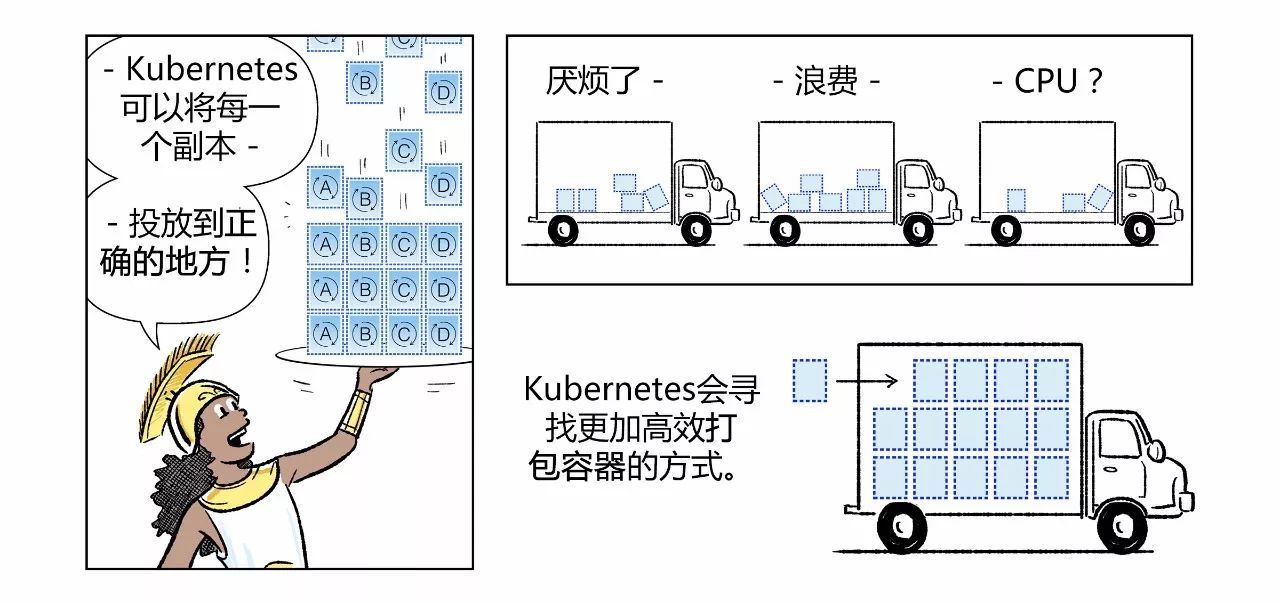 - Kubernetes
可以将每一
个副本 -
- 投放到正
确的地方！
C
D
B
D
C
A
B
D
A B C D
A B C D
A B C D
厌烦了 -
- 浪费 -
- CPU？
Kubernetes会寻
找更加高效打
包容器的方式。